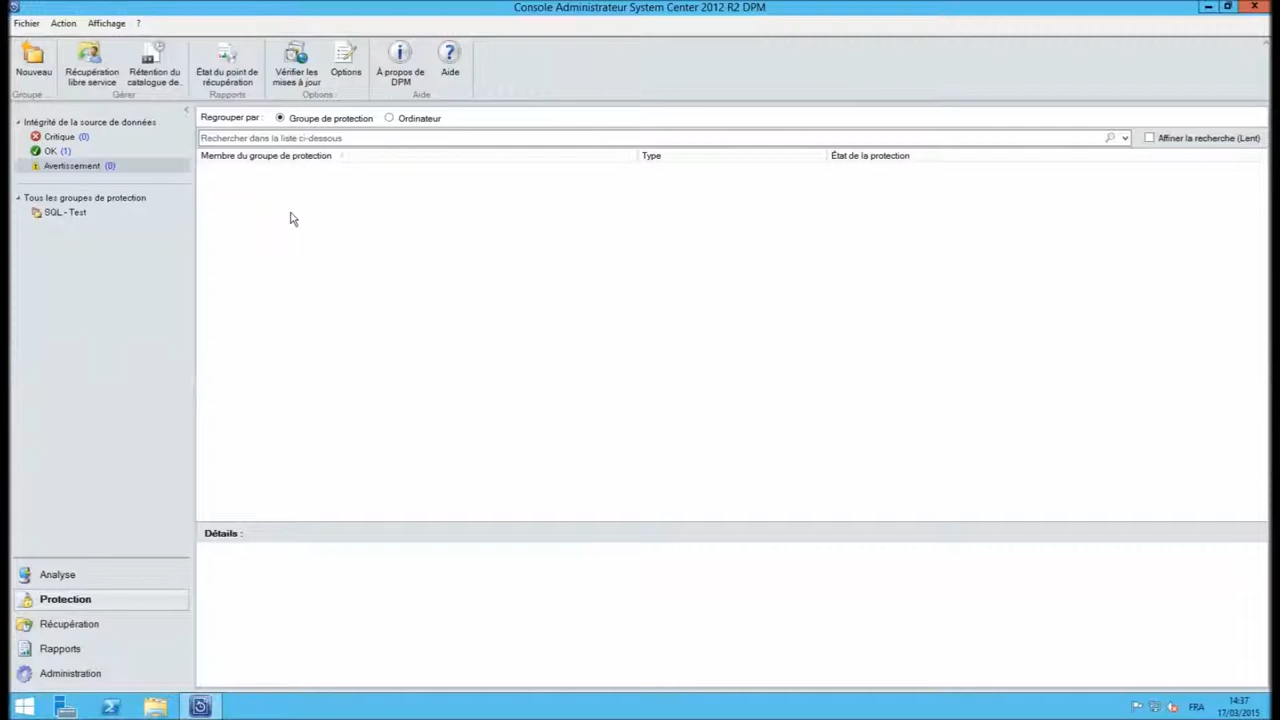 Console Administrateur System Center 2012 R2 DPM
Fichier Action Affichage ?
Nouveau
Récupération libre service
Rétention du catalogue de..
État du point de récupération
Vérifier les mises à jour
Options
À propos de DPM
Aide
Groupe ... Gérer Rapports Options : Aide
Intégrité de la source de données
Critique (0)
OK (1)
Avertissement (0)
Tous les groupes de protection
SQL - Test
Regrouper par : Groupe de protection Ordinateur
Rechercher dans la liste ci-dessous Affiner la recherche (Lent)
Membre du groupe de protection Type État de la protection
Détails :
Analyse
Protection
Récupération
Rapports
Administration
FRA
14:37
17/03/2015